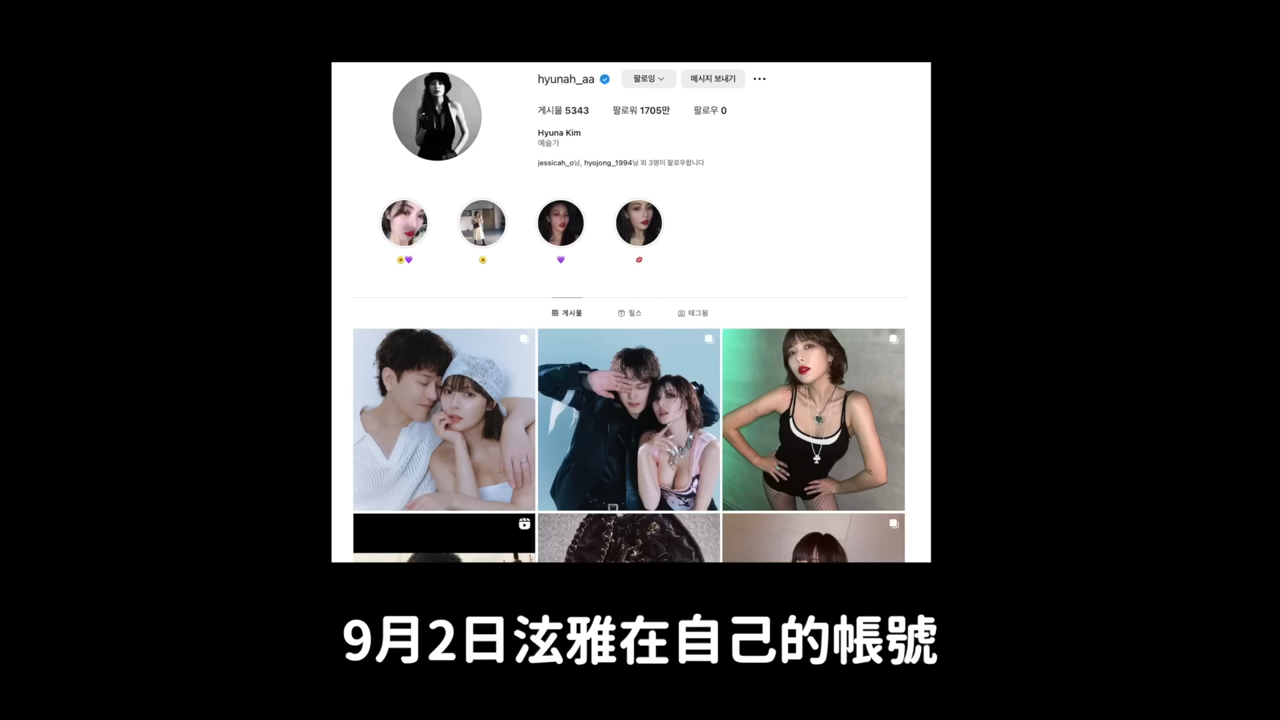 hyunah_aa 팔로잉 메시지 보내기
게시물 5343 팔로워 1705만 팔로우 0
Hyuna Kim
예술가
jessicah_o님, hyojong_1994님 외 3명이 팔로우합니다
게시물 릴스 태그됨
9月2日泫雅在自己的帳號